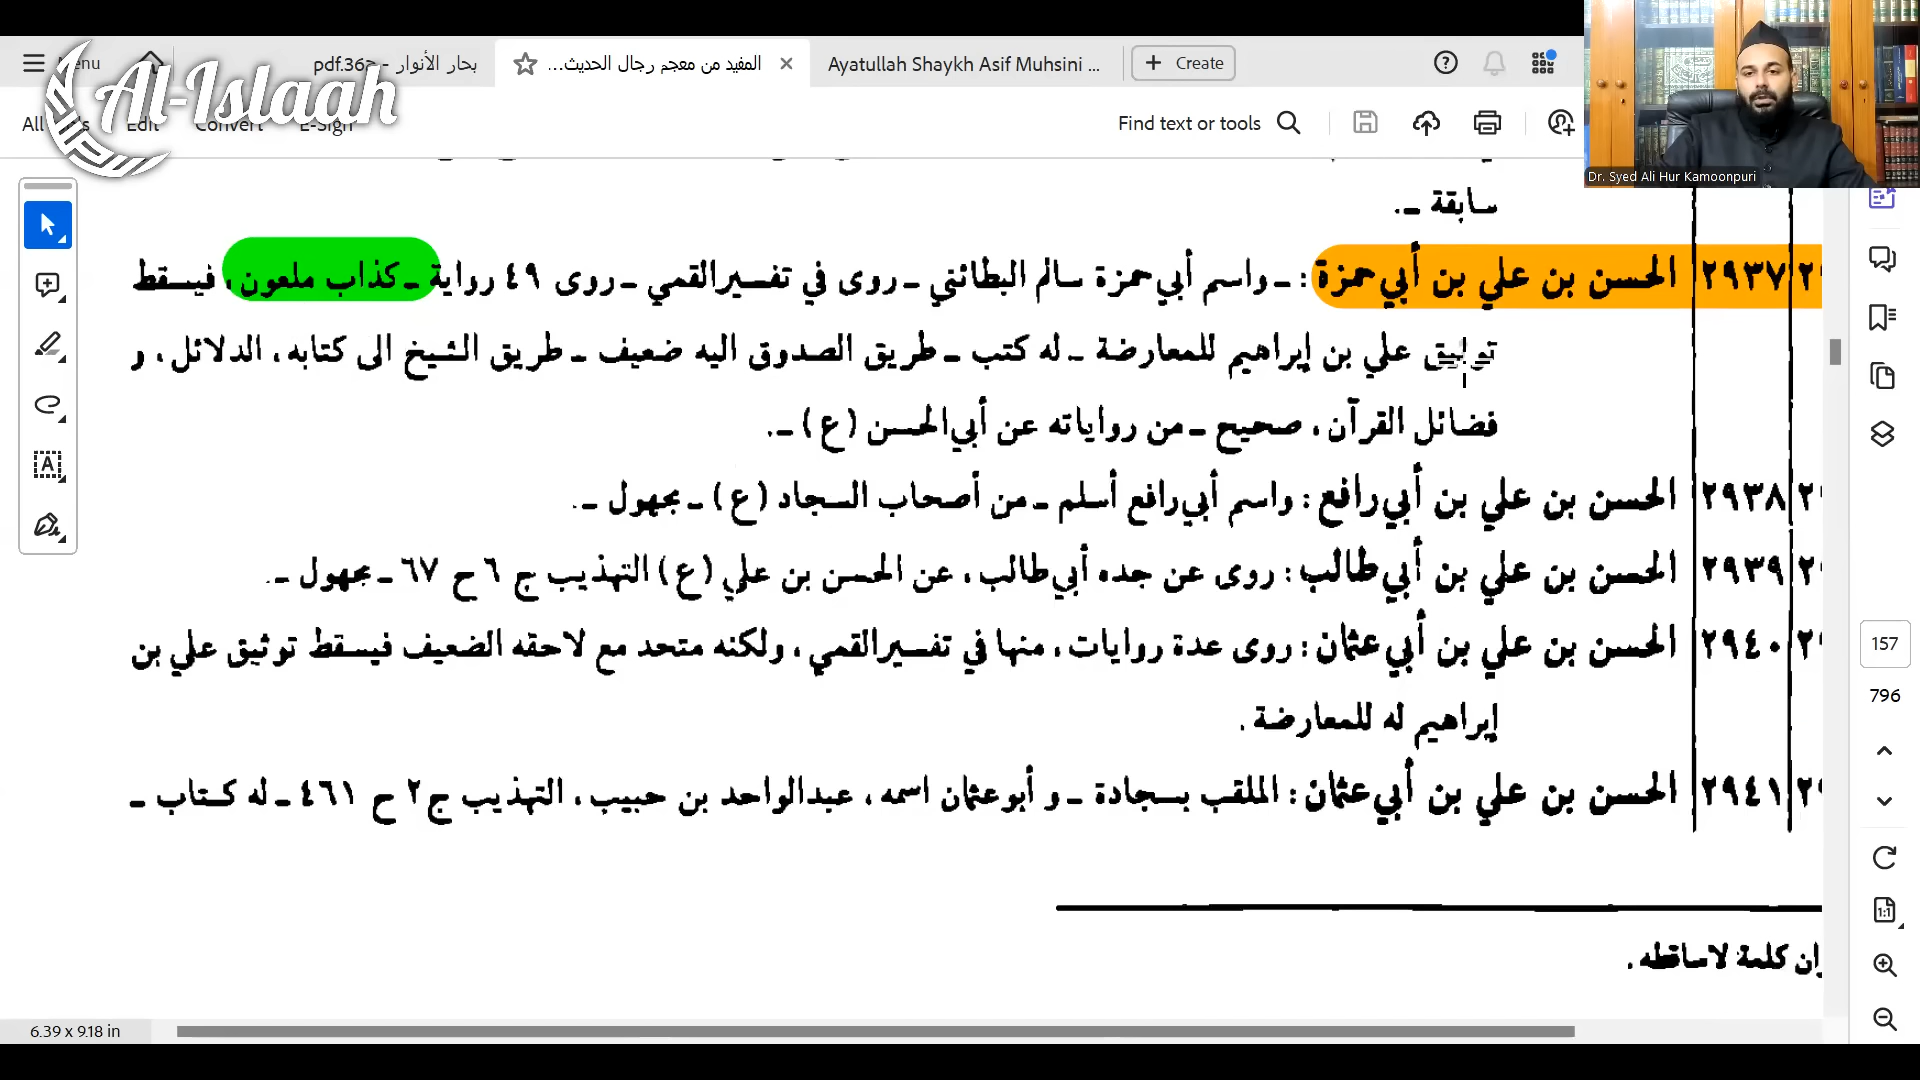 Al-Islaah
بحار الأنوار - ج36.pdf
المفيد من معجم رجال الحديث...
Ayatullah Shaykh Asif Muhsini ...
Create
Edit
Convert
E-Sign
Find text or tools
Dr. Syed Ali Hur Kamoonpuri
سابقة ـ.
٢٩٣٧ الحسن بن علي بن أبي حمزة: ـ واسم أبي حمزة سالم البطائني ـ روى في تفسير القمي ـ روى ٤٩ رواية ـ كذاب ملعون، فيسقط
توثيق علي بن إبراهيم للمعارضة ـ له كتب ـ طريق الصدوق اليه ضعيف ـ طريق الشيخ الى كتابه، الدلائل، و
فضائل القرآن، صحيح ـ من رواياته عن أبي الحسن (ع) ـ.
٢٩٣٨ الحسن بن علي بن أبي رافع: واسم أبي رافع أسلم ـ من أصحاب السجاد (ع) ـ مجهول ـ.
٢٩٣٩ الحسن بن علي بن أبي طالب: روى عن جده أبي طالب، عن الحسن بن علي (ع) التهذيب ج ٦ ح ٦٧ ـ مجهول ـ.
٢٩٤٠ الحسن بن علي بن أبي عثمان: روى عدة روايات، منها في تفسير القمي، ولكنه متحد مع لاحقه الضعيف فيسقط توثيق علي بن
إبراهيم له للمعارضة.
٢٩٤١ الحسن بن علي بن أبي عثمان: الملقب بسجادة ـ و أبو عثمان اسمه، عبدالواحد بن حبيب، التهذيب ج٢ ح ٤٦١ ـ له كتاب ـ
كلمة لاساقطه.
157
796
6.39 x 9.18 in